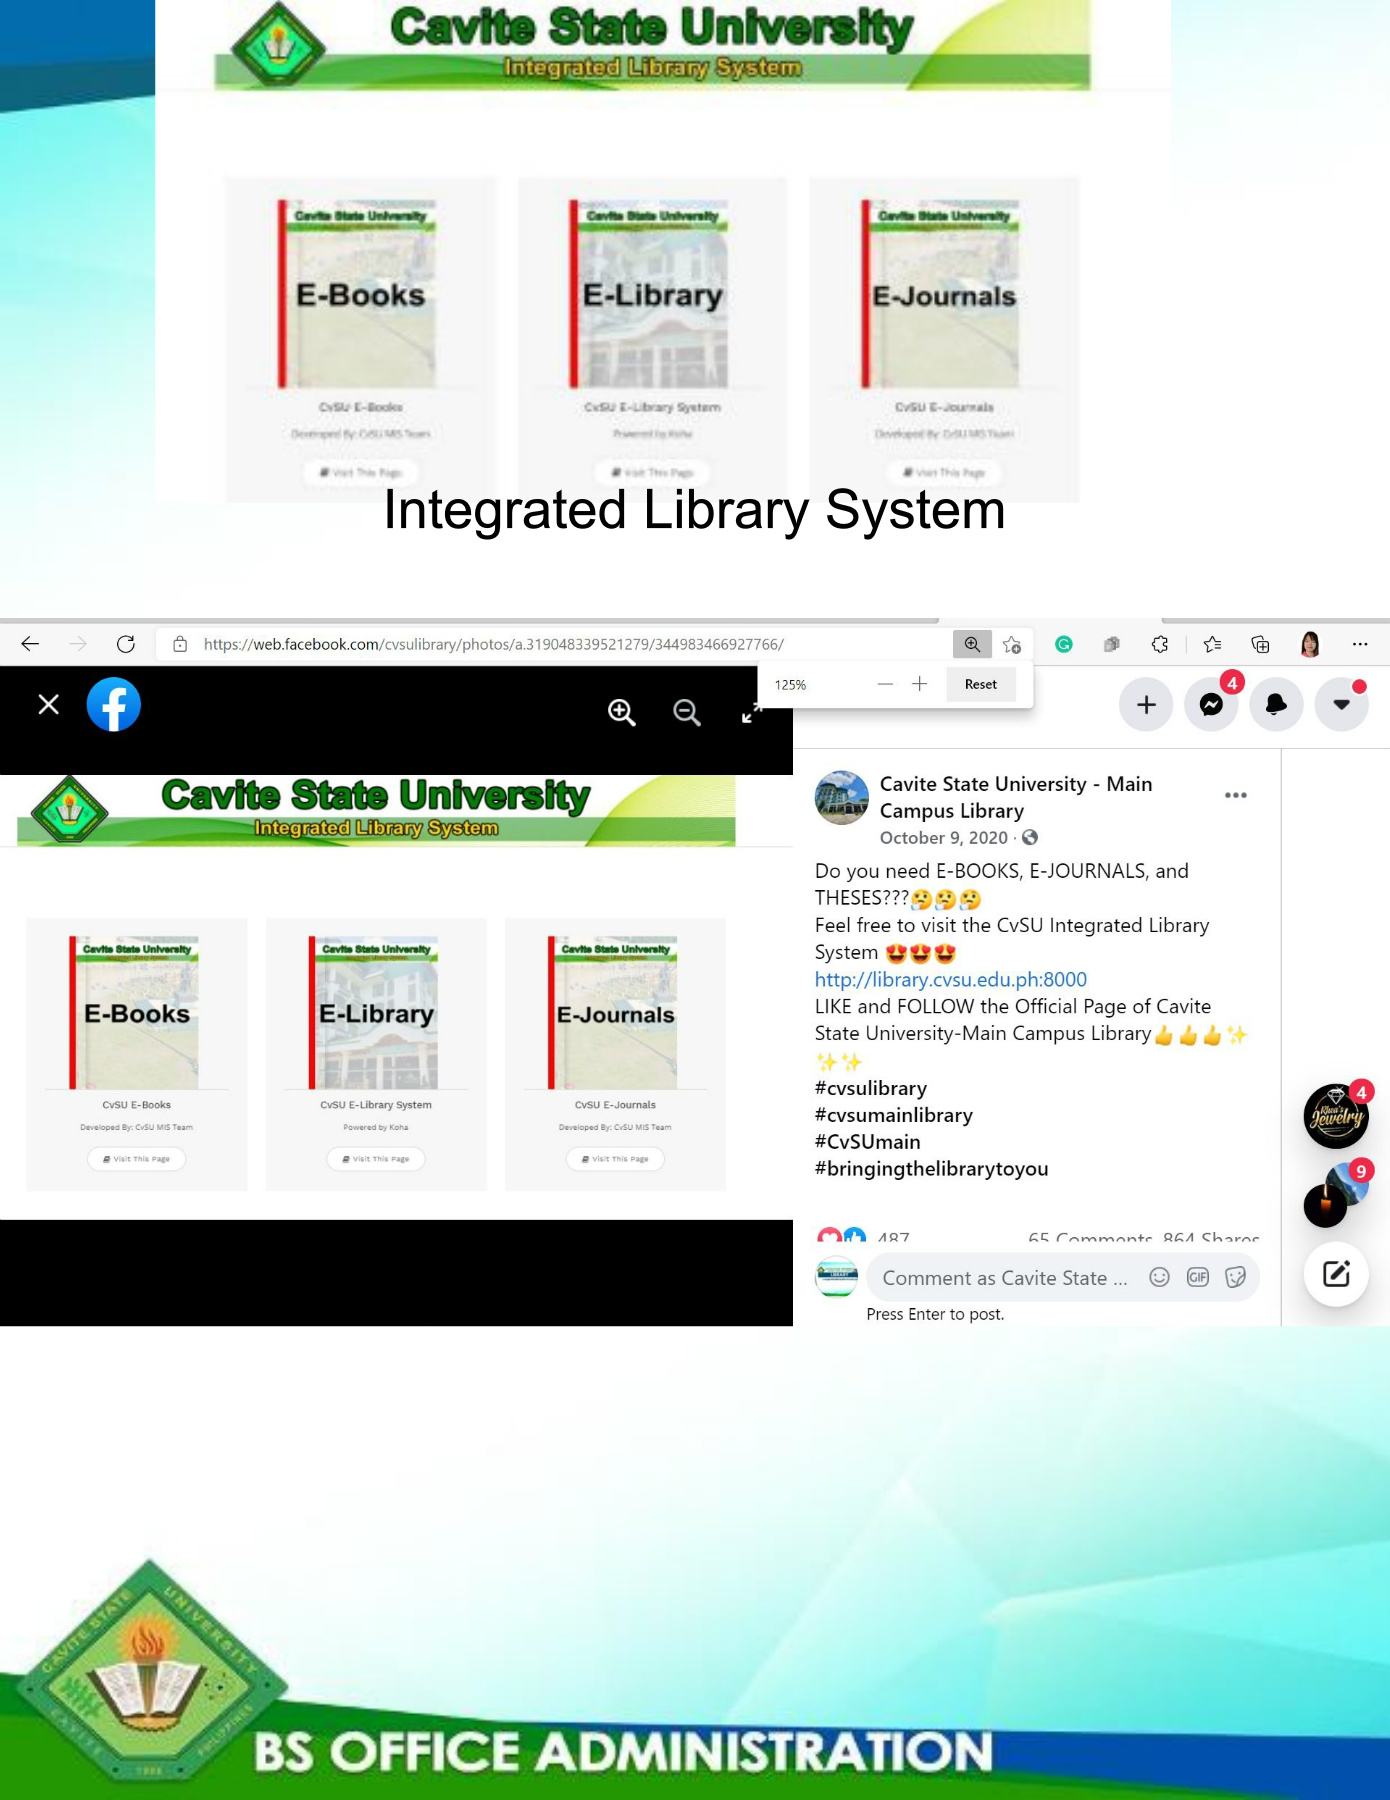 Cavite State University
Integrated Library System
Cavite State University
E-Books
CvSU E-Books
Developed By: CvSU MIS Team
Visit This Page
Cavite State University
E-Library
CvSU E-Library System
Powered by Koha
Visit This Page
Cavite State University
E-Journals
CvSU E-Journals
Developed By: CvSU MIS Team
Visit This Page
Integrated Library System
https://web.facebook.com/cvsulibrary/photos/a.319048339521279/344983466927766/
125%
Reset
4
Cavite State University
Integrated Library System
Cavite State University
E-Books
CvSU E-Books
Developed By: CvSU MIS Team
Visit This Page
Cavite State University
E-Library
CvSU E-Library System
Powered by Koha
Visit This Page
Cavite State University
E-Journals
CvSU E-Journals
Developed By: CvSU MIS Team
Visit This Page
Cavite State University - Main
Campus Library
October 9, 2020 ·
Do you need E-BOOKS, E-JOURNALS, and
THESES???🤔🤔🤔
Feel free to visit the CvSU Integrated Library
System 😍😍😍
http://library.cvsu.edu.ph:8000
LIKE and FOLLOW the Official Page of Cavite
State University-Main Campus Library👍👍👍✨
✨✨
#cvsulibrary
#cvsumainlibrary
#CvSUmain
#bringingthelibrarytoyou
487
65 Comments 864 Shares
Comment as Cavite State ...
GIF
Press Enter to post.
4
Jewelry
9
CAVITE STATE UNIVERSITY
CAVITE
PHILIPPINES
1906
BS OFFICE ADMINISTRATION